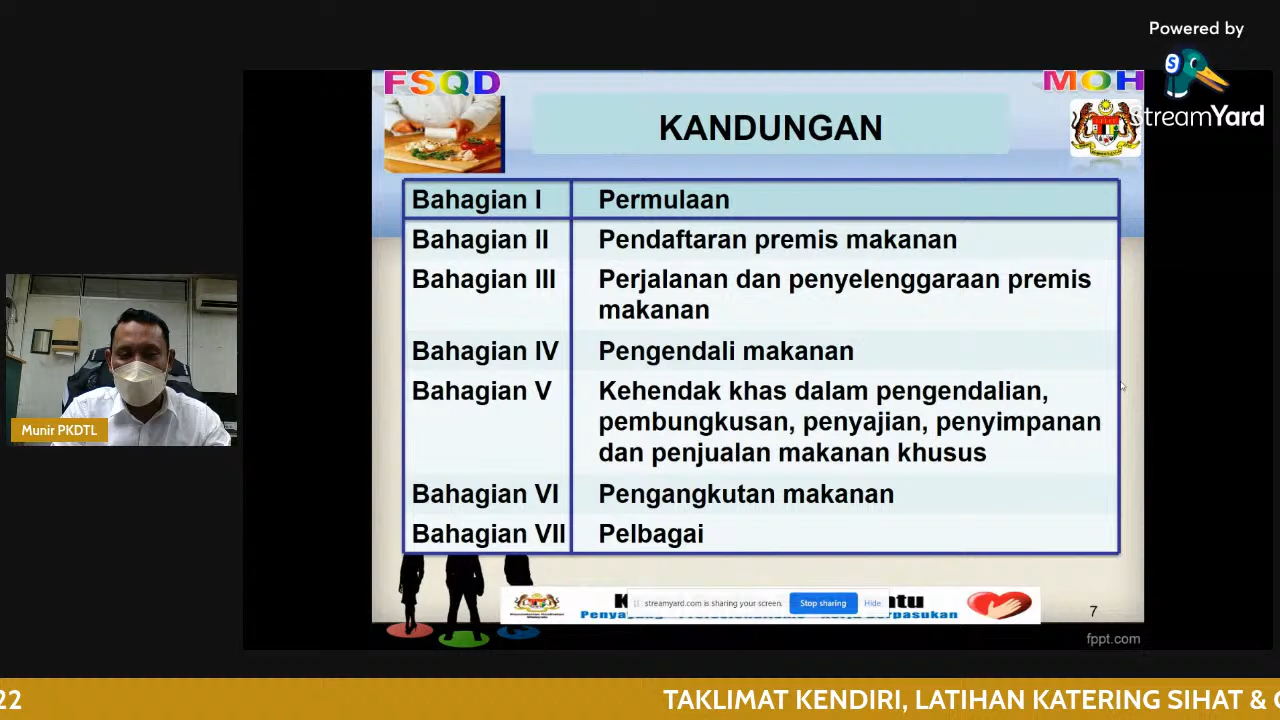 Powered by
StreamYard
FSQD
MOH
KANDUNGAN
Bahagian I Permulaan
Bahagian II Pendaftaran premis makanan
Bahagian III Perjalanan dan penyelenggaraan premis
makanan
Bahagian IV Pengendali makanan
Bahagian V Kehendak khas dalam pengendalian,
pembungkusan, penyajian, penyimpanan
dan penjualan makanan khusus
Bahagian VI Pengangkutan makanan
Bahagian VII Pelbagai
Munir PKDTL
streamyard.com is sharing your screen.
Stop sharing
Hide
7
fppt.com
22
TAKLIMAT KENDIRI, LATIHAN KATERING SIHAT &